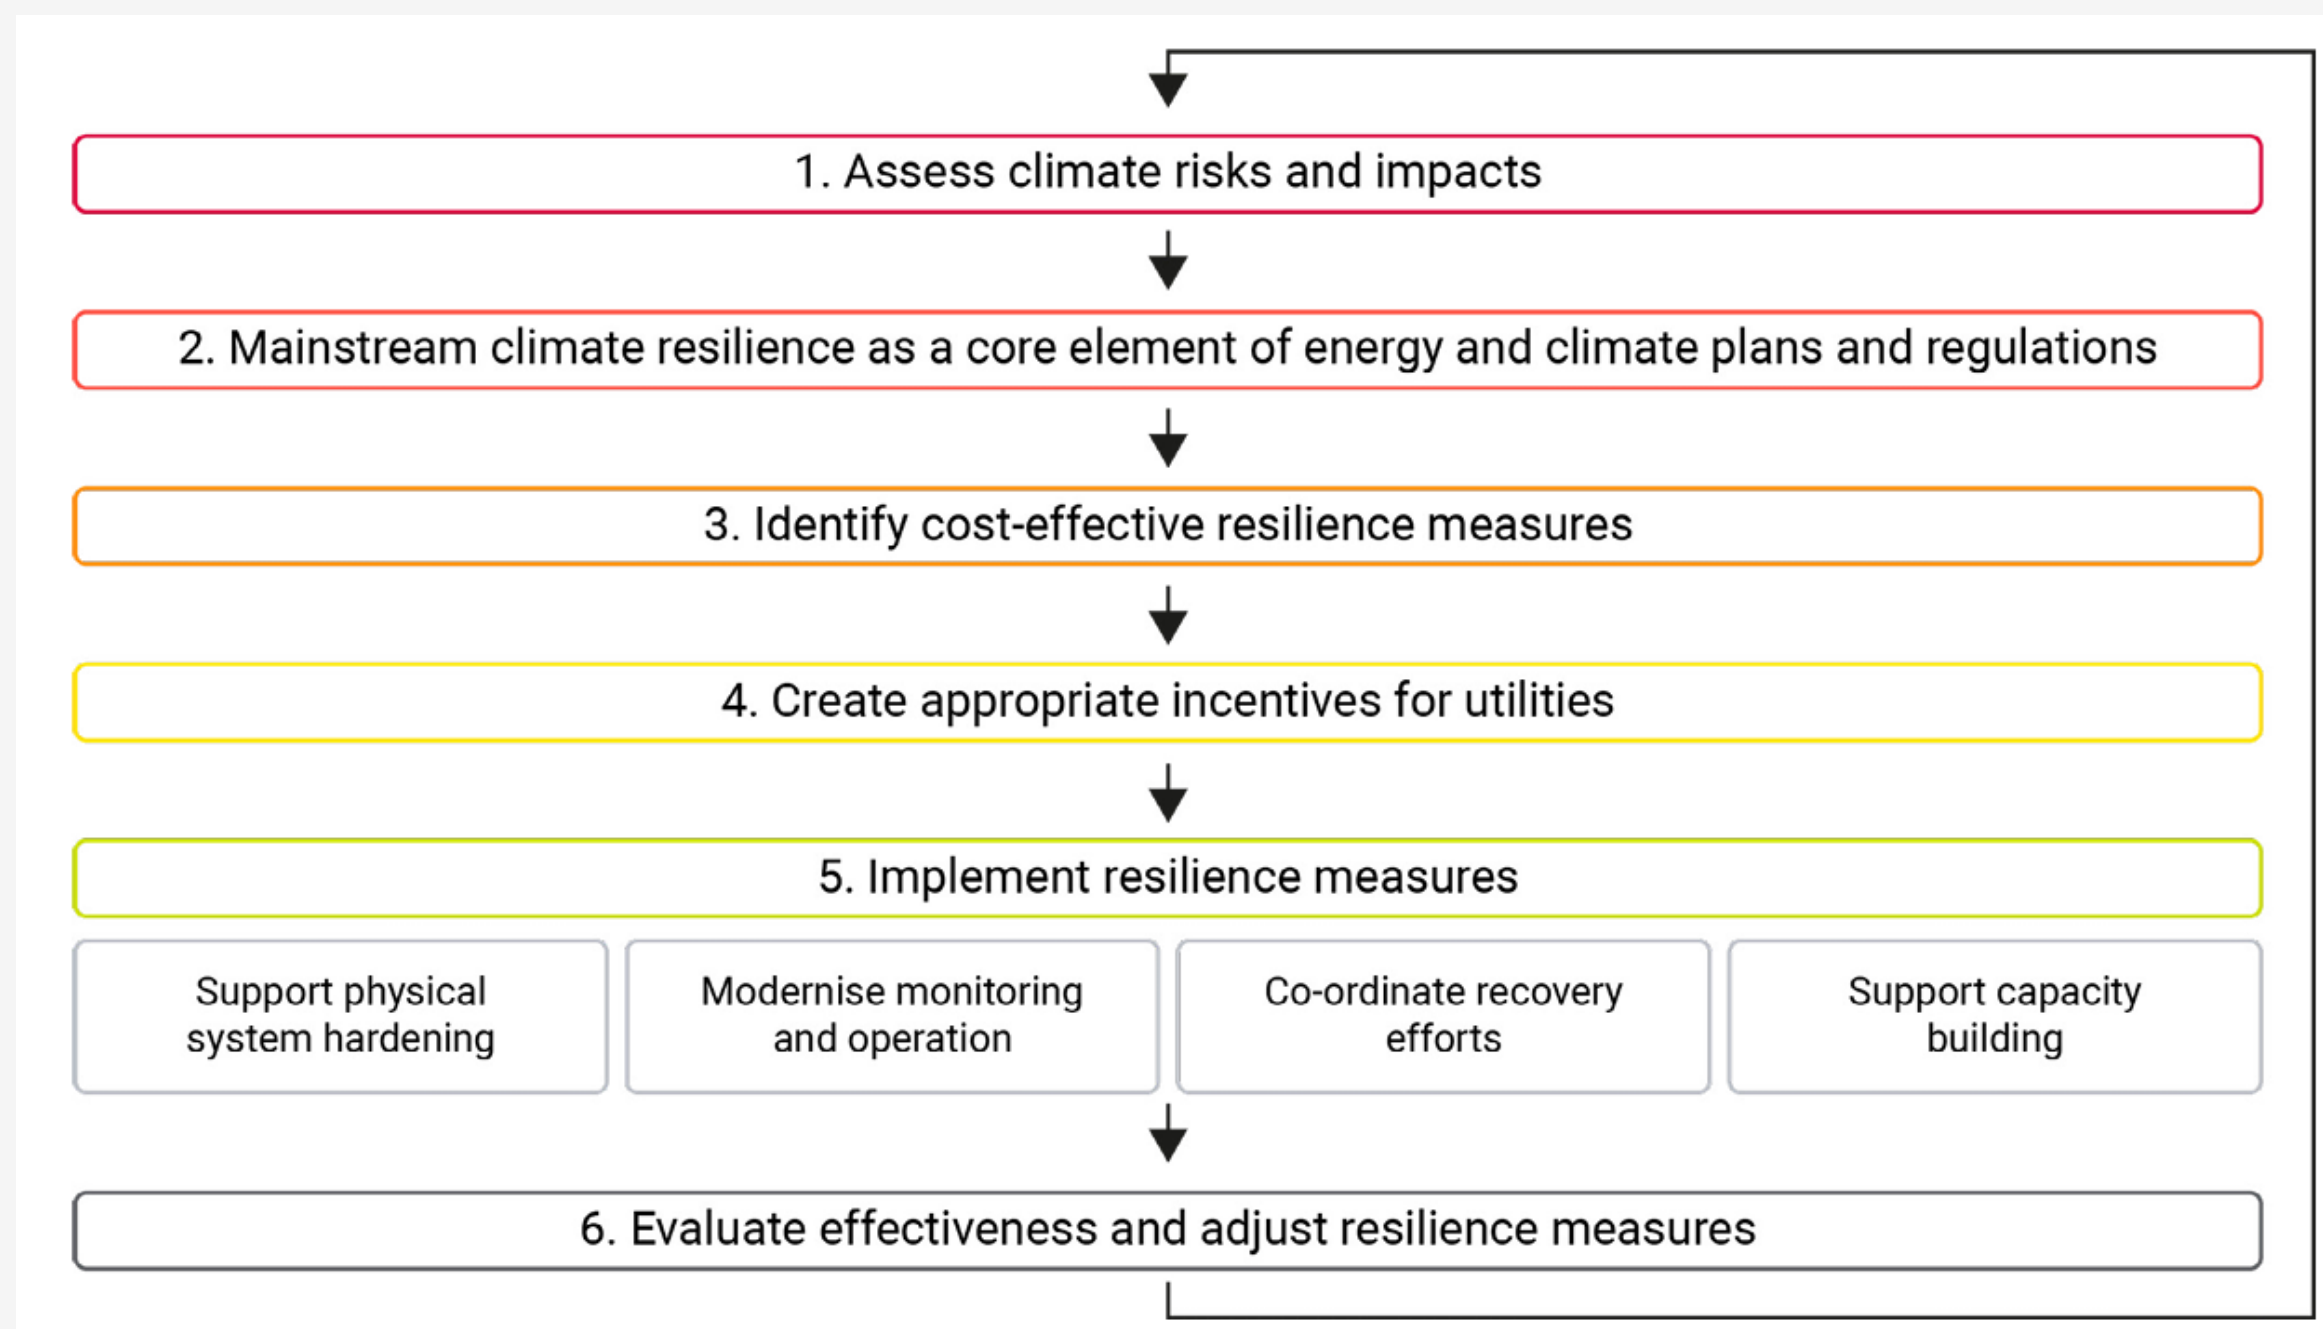 1. Assess climate risks and impacts
2. Mainstream climate resilience as a core element of energy and climate plans and regulations
3. Identify cost-effective resilience measures
4. Create appropriate incentives for utilities
5. Implement resilience measures
Support physical
system hardening
Modernise monitoring
and operation
Co-ordinate recovery
efforts
Support capacity
building
6. Evaluate effectiveness and adjust resilience measures